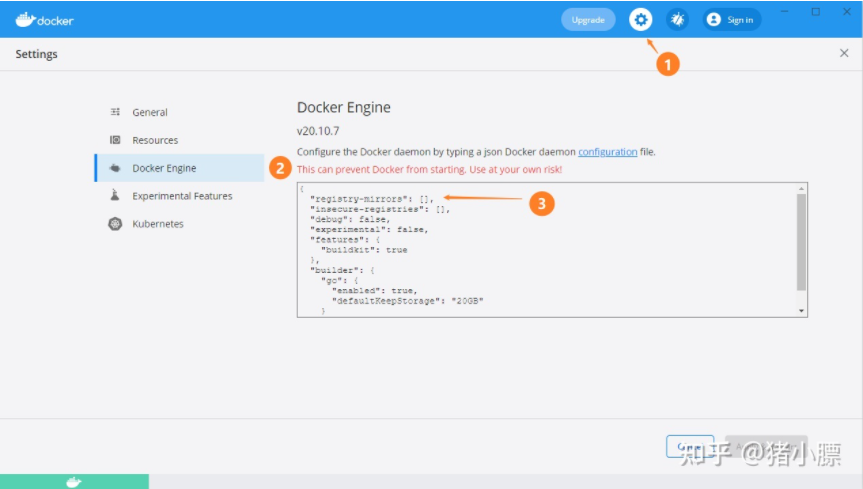 docker
Upgrade
Sign in
Settings
1
General
Resources
Docker Engine
Experimental Features
Kubernetes
Docker Engine
v20.10.7
Configure the Docker daemon by typing a json Docker daemon configuration file.
2
This can prevent Docker from starting. Use at your own risk!
{
"registry-mirrors": [],
3
"insecure-registries": [],
"debug": false,
"experimental": false,
"features": {
"buildkit": true
},
"builder": {
"gc": {
"enabled": true,
"defaultKeepStorage": "20GB"
}
知乎 @猪小膘